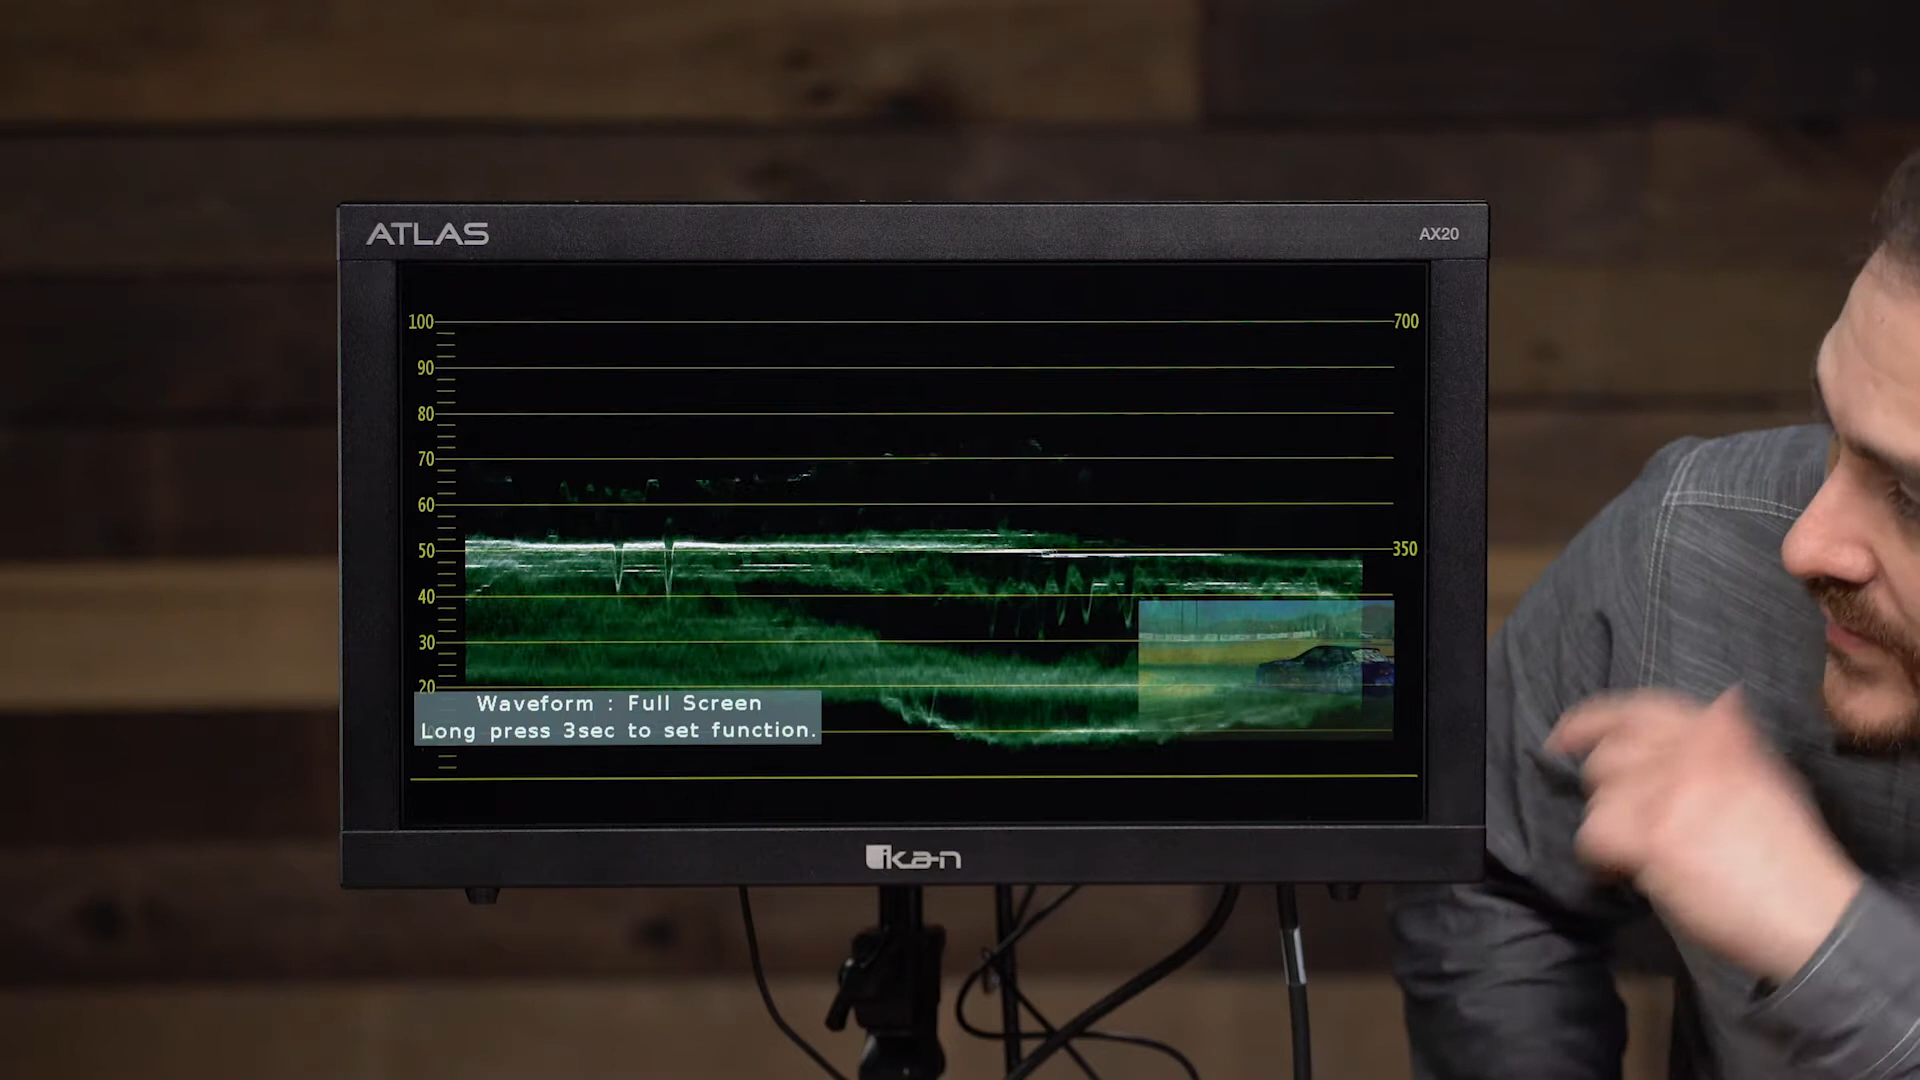 ATLAS
AX20
100
700
90
80
70
60
50
350
40
30
20
Waveform : Full Screen
Long press 3sec to set function.
ikan